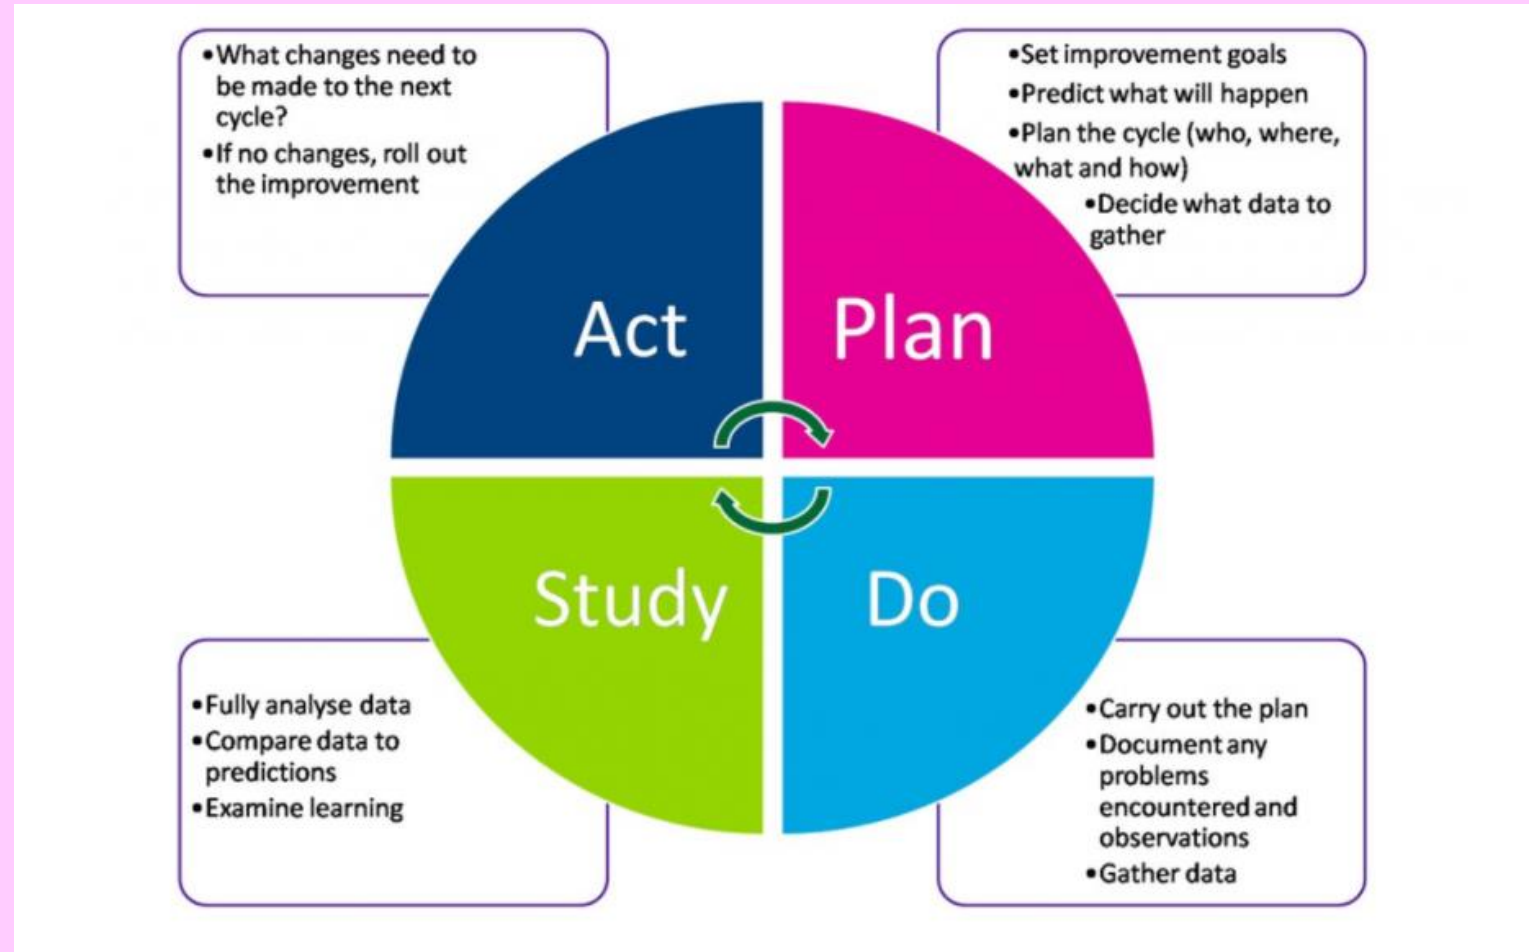 •What changes need to
be made to the next
cycle?
•If no changes, roll out
the improvement
•Set improvement goals
•Predict what will happen
•Plan the cycle (who, where,
what and how)
•Decide what data to
gather
Act
Plan
Study
Do
•Fully analyse data
•Compare data to
predictions
•Examine learning
•Carry out the plan
•Document any
problems
encountered and
observations
•Gather data